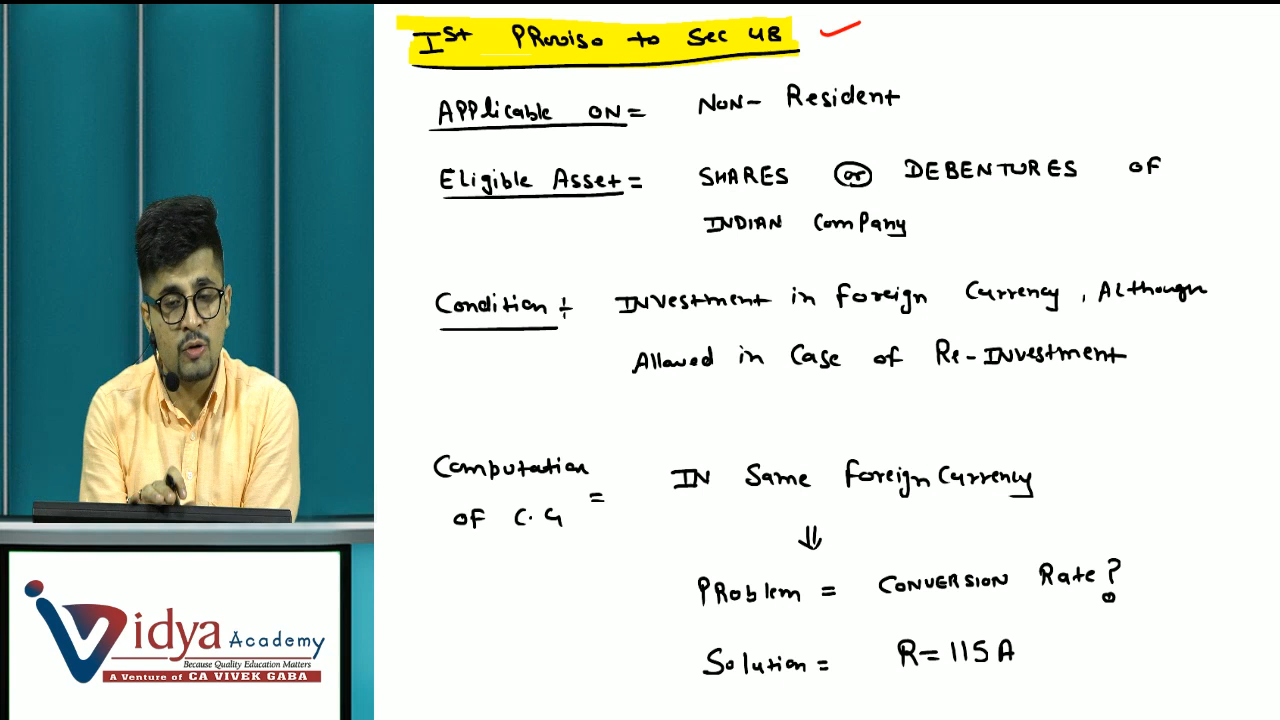 Ist PRoviso to Sec 48
APPlicable ON = NON- Resident
Eligible Asset = SHARES or DEBENTURES OF
INDIAN ComPany
Condition ÷ INVestment in foreign Currency, Although
Allowed in Case of Re-INVestment
Computation of C.G = IN Same foreign Currency
⇓
PRoblem = CONVERSION Rate?
Solution = R=115A
Vidya Academy
Because Quality Education Matters
A Venture of CA VIVEK GABA